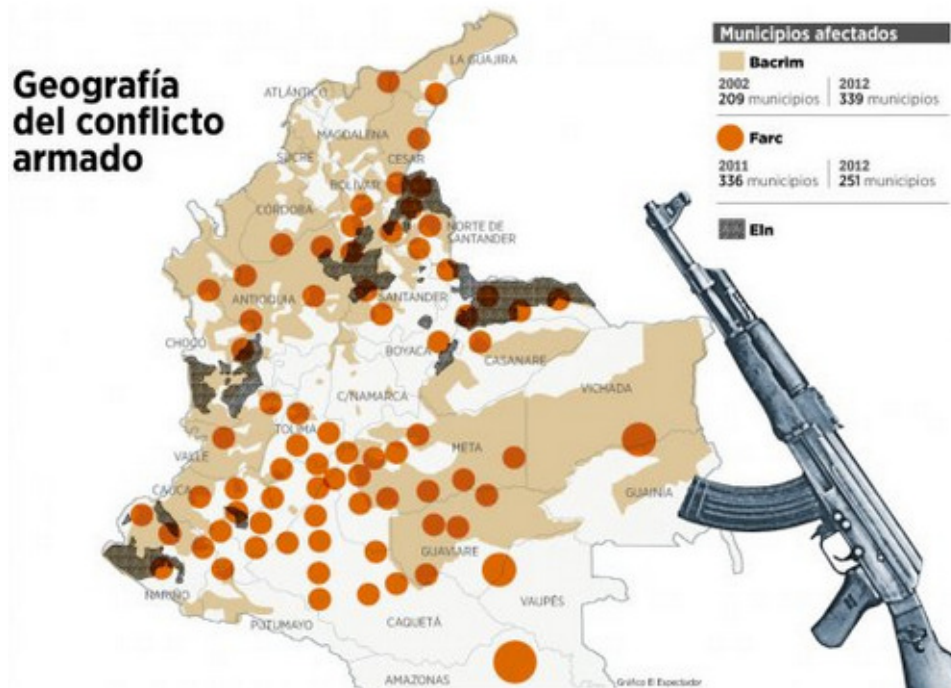 Geografía
del conflicto
armado
Municipios afectados
Bacrim
2002
209 municipios
2012
339 municipios
Farc
2011
336 municipios
2012
251 municipios
Eln
LA GUAJIRA
ATLÁNTICO
MAGDALENA
SUCRE
CESAR
BOLÍVAR
CÓRDOBA
NORTE DE
SANTANDER
ANTIOQUIA
SANTANDER
CHOCÓ
BOYACÁ
CASANARE
C/NAMARCA
VICHADA
TOLIMA
VALLE
META
CAUCA
GUAINÍA
GUAVIARE
NARIÑO
VAUPÉS
PUTUMAYO
CAQUETÁ
AMAZONAS
Gráfico El Espectador